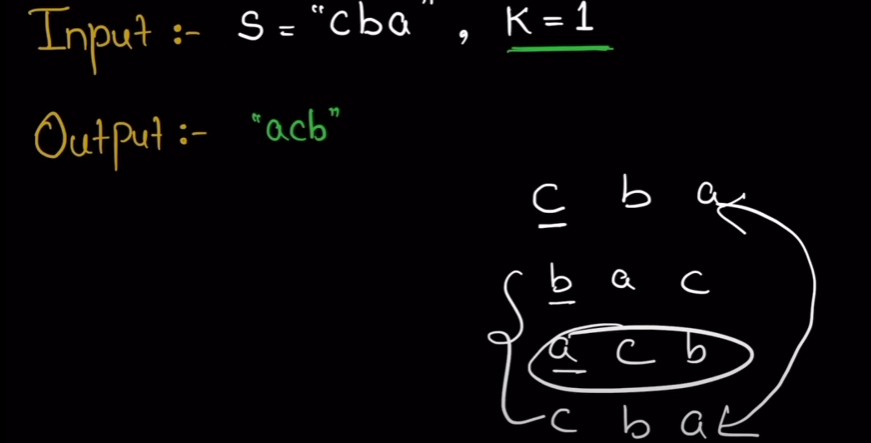 Input :- S = "cba", K = 1
Output :- "acb"
c b a
b a c
a c b
c b a